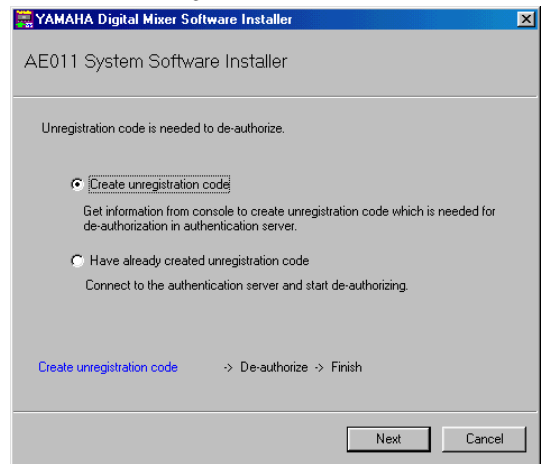 YAMAHA Digital Mixer Software Installer
AE011 System Software Installer
Unregistration code is needed to de-authorize.
Create unregistration code
Get information from console to create unregistration code which is needed for
de-authorization in authentication server.
Have already created unregistration code
Connect to the authentication server and start de-authorizing.
Create unregistration code -> De-authorize -> Finish
Next Cancel